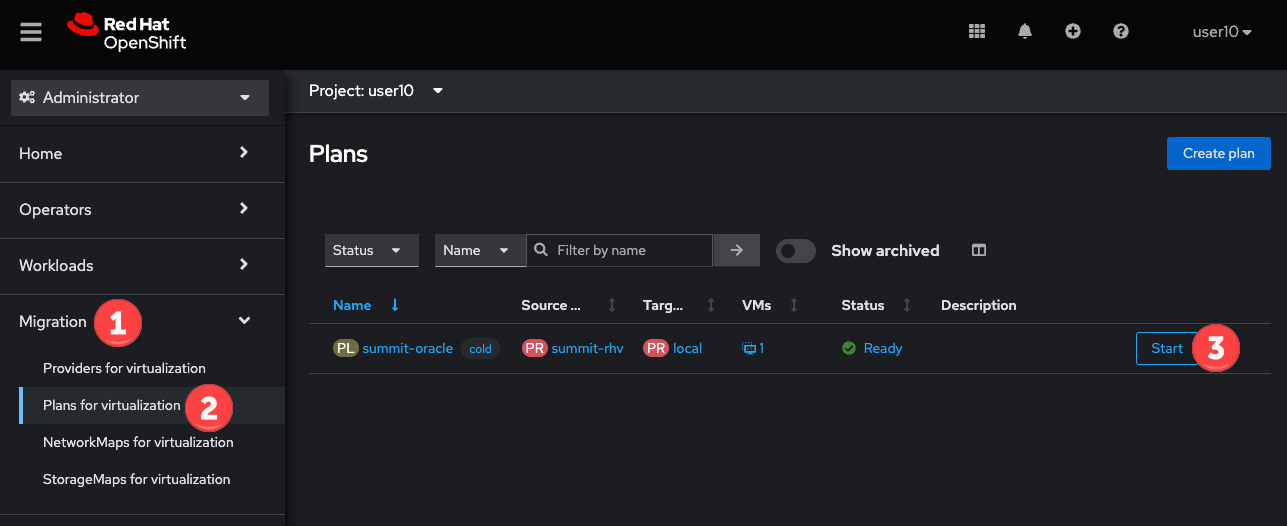 Red Hat
OpenShift
user10
Administrator
Project: user10
Home
Operators
Workloads
Migration 1
Providers for virtualization
Plans for virtualization 2
NetworkMaps for virtualization
StorageMaps for virtualization
Plans
Create plan
Status Name Filter by name Show archived
Name Source ... Targ... VMs Status Description
PL summit-oracle cold PR summit-rhv PR local 1 Ready Start 3